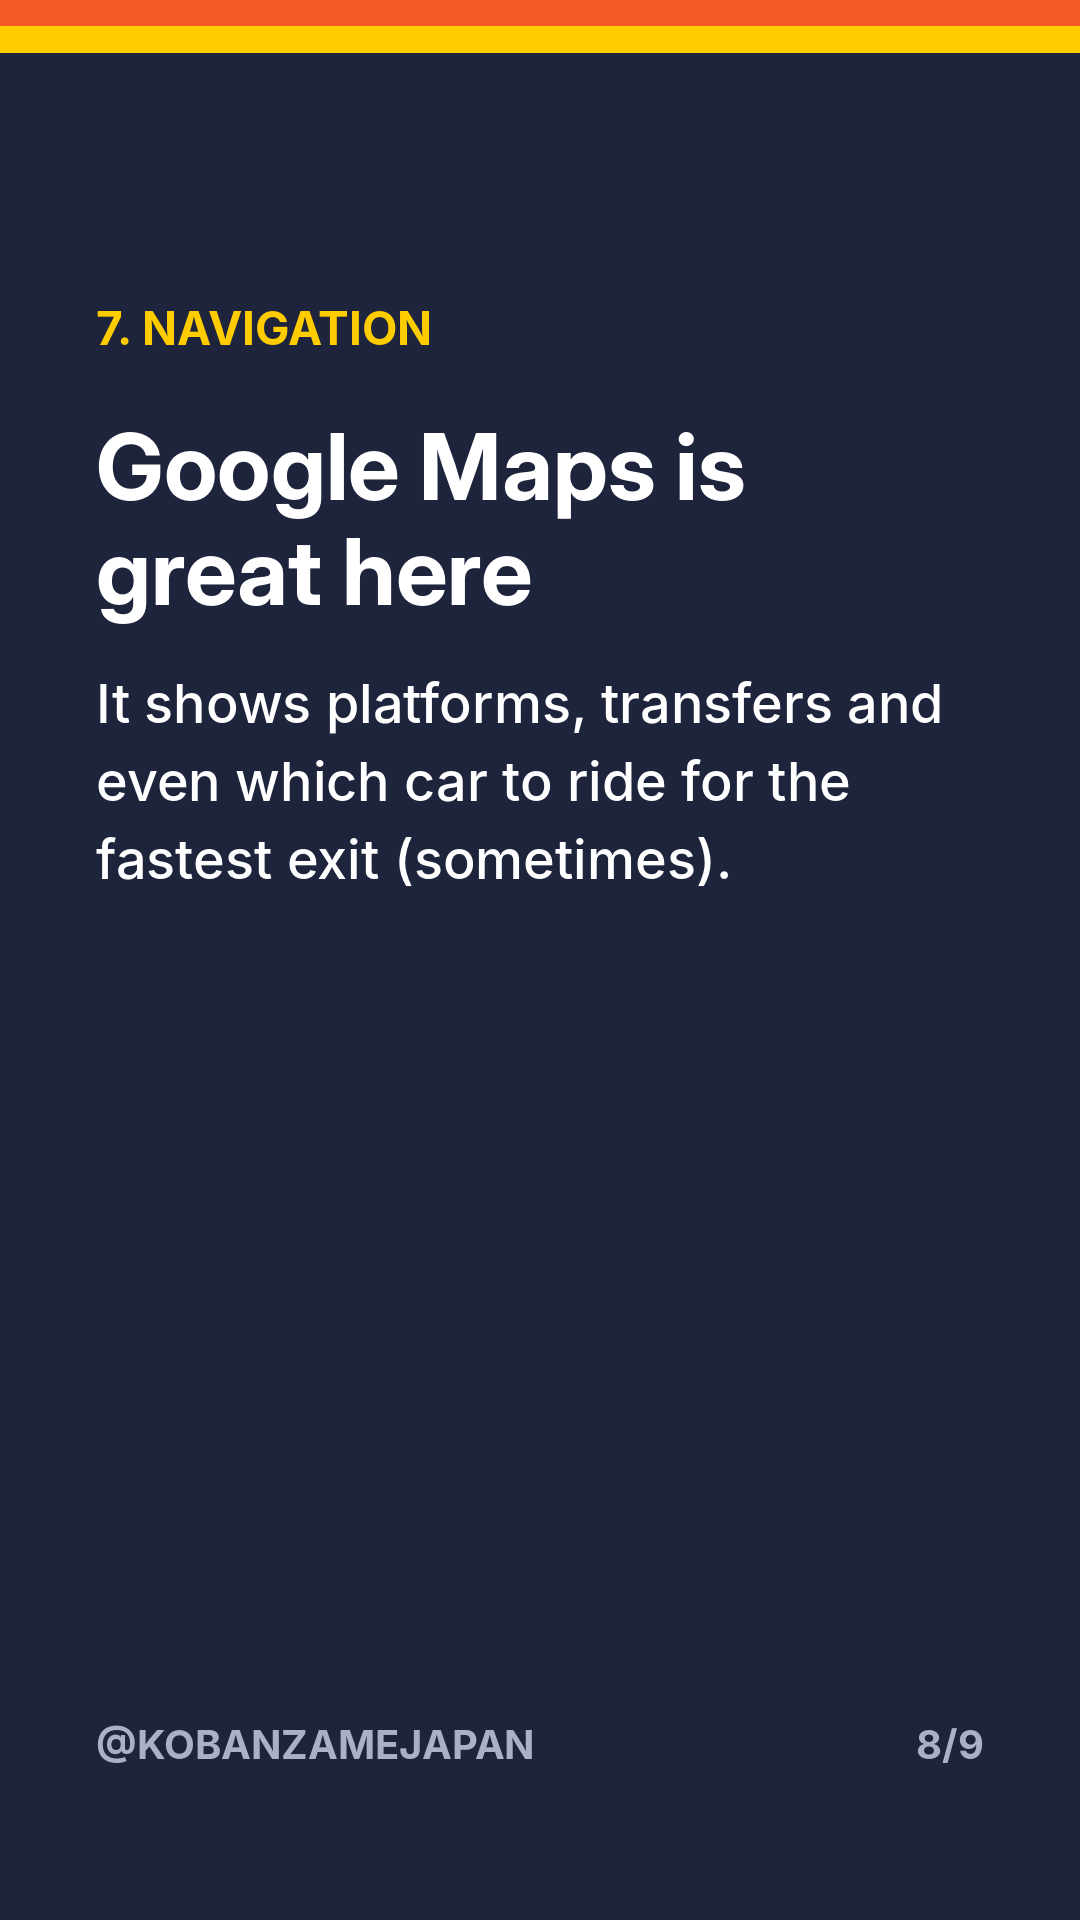 7. NAVIGATION
Google Maps is
great here
It shows platforms, transfers and
even which car to ride for the
fastest exit (sometimes).
@KOBANZAMEJAPAN
8/9